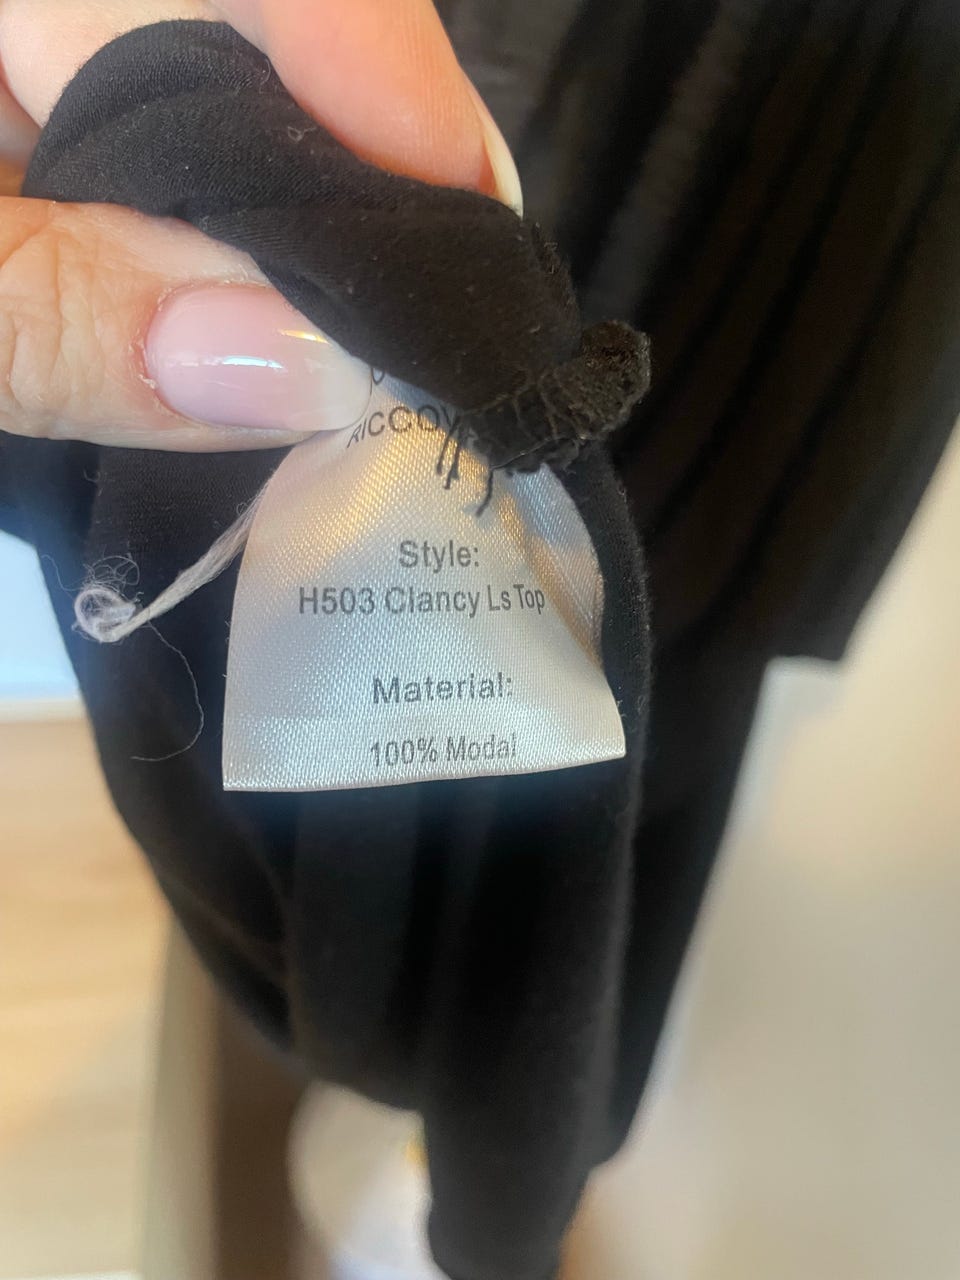 Style:
H503 Clancy Ls Top
Material:
100% Modal